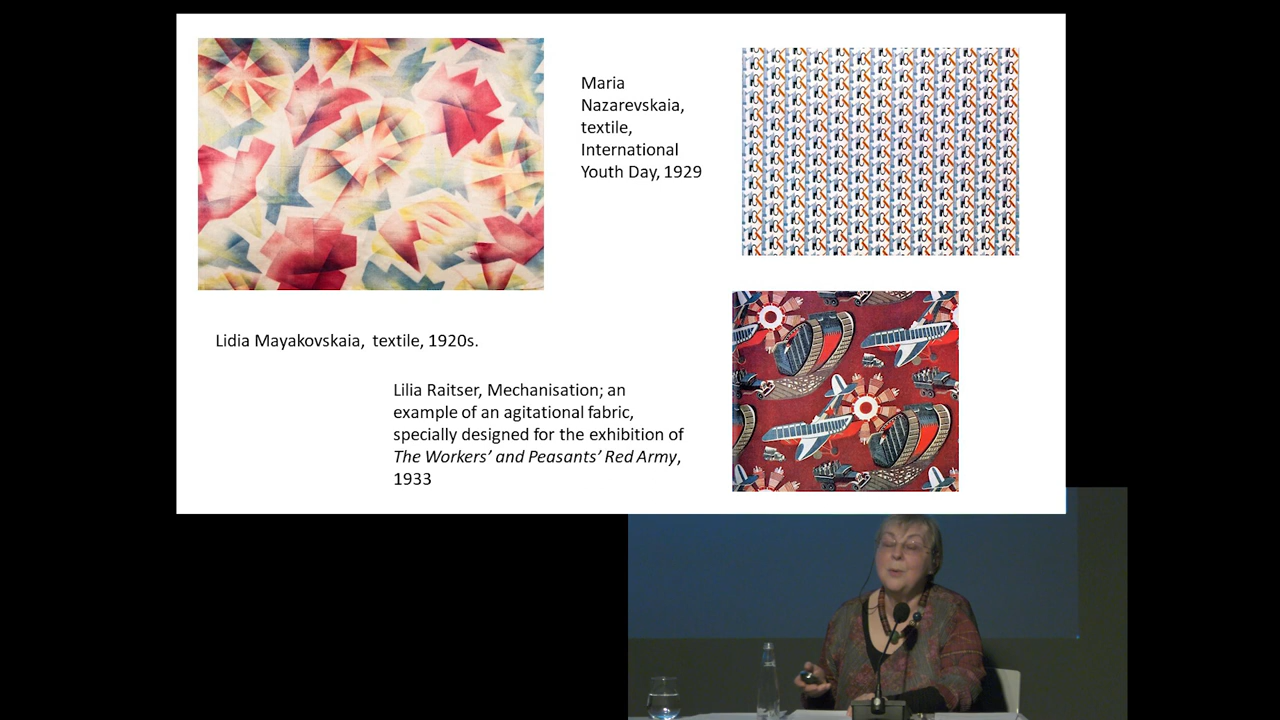 Maria
Nazarevskaia,
textile,
International
Youth Day, 1929
Lidia Mayakovskaia, textile, 1920s.
Lilia Raitser, Mechanisation; an
example of an agitational fabric,
specially designed for the exhibition of
The Workers’ and Peasants’ Red Army,
1933